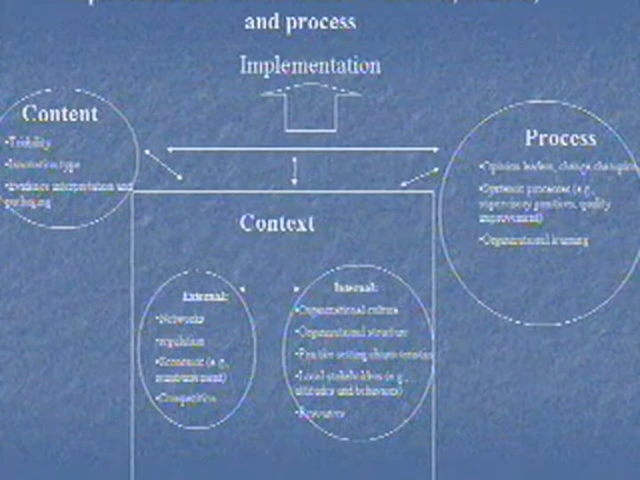 and process
Implementation
Content
•Triability
•Innovation type
•Evidence interpretation and
packaging
Process
•Opinion leaders, change champions
•Systemic processes (e.g.,
supervisory practices, quality
improvement)
•Organizational learning
Context
External:
•Networks
•regulation
•Economic (e.g.,
reimbursement)
•Competition
Internal:
•Organizational culture
•Organizational structure
•Practice setting characteristics
•Local stakeholders (e.g.,
attitudes and behaviors)
•Resources